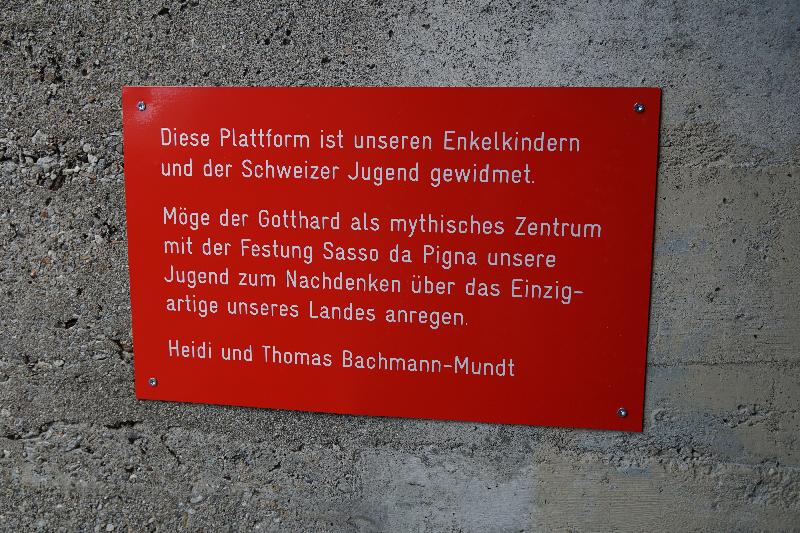 Diese Plattform ist unseren Enkelkindern
und der Schweizer Jugend gewidmet.
Möge der Gotthard als mythisches Zentrum
mit der Festung Sasso da Pigna unsere
Jugend zum Nachdenken über das Einzig-
artige unseres Landes anregen.
Heidi und Thomas Bachmann-Mundt